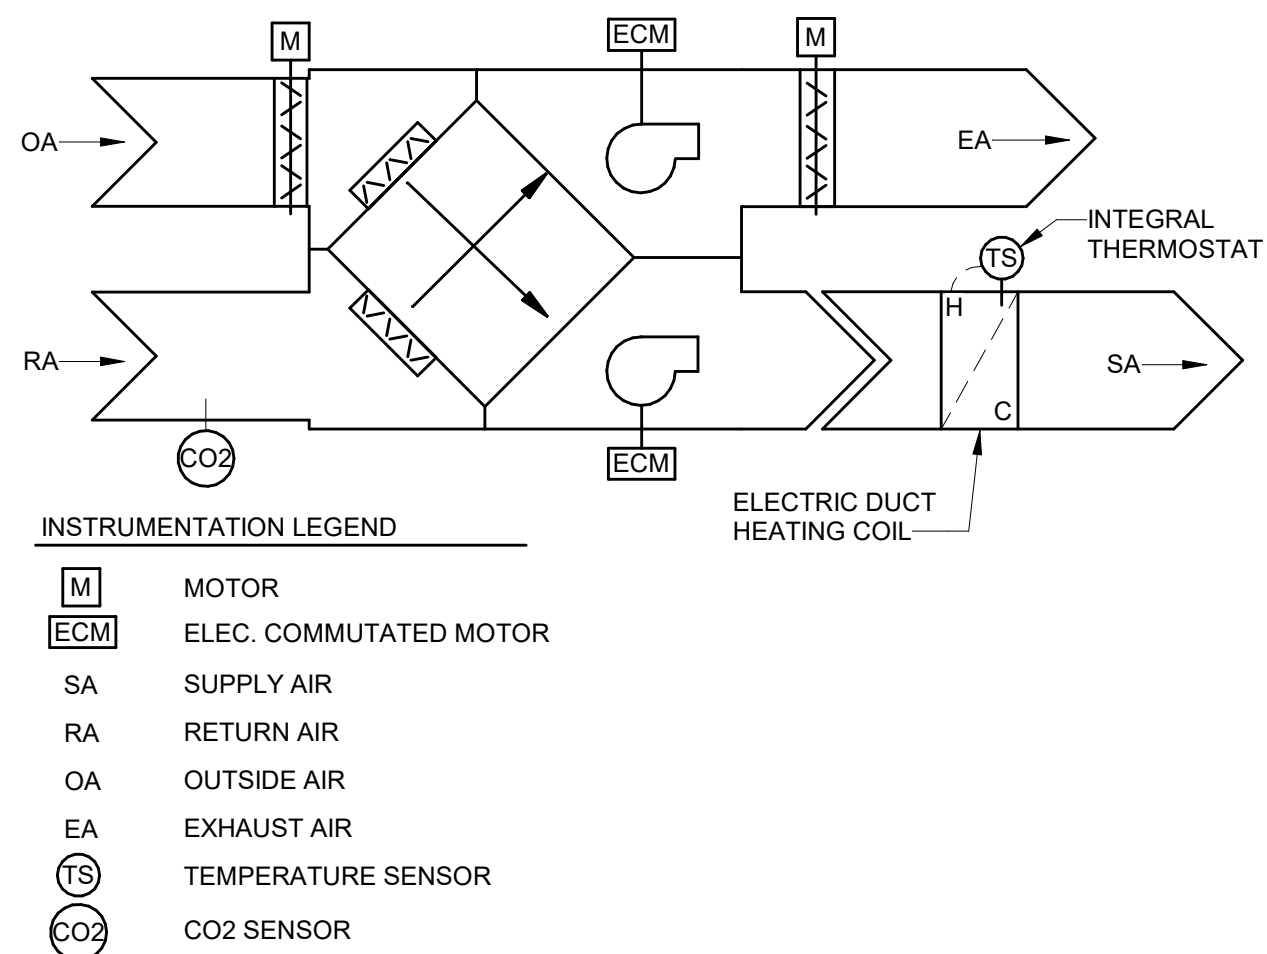 M
ECM
M
OA
EA
INTEGRAL
THERMOSTAT
TS
H
RA
SA
C
CO2
ECM
ELECTRIC DUCT
HEATING COIL
INSTRUMENTATION LEGEND
M MOTOR
ECM ELEC. COMMUTATED MOTOR
SA SUPPLY AIR
RA RETURN AIR
OA OUTSIDE AIR
EA EXHAUST AIR
TS TEMPERATURE SENSOR
CO2 CO2 SENSOR